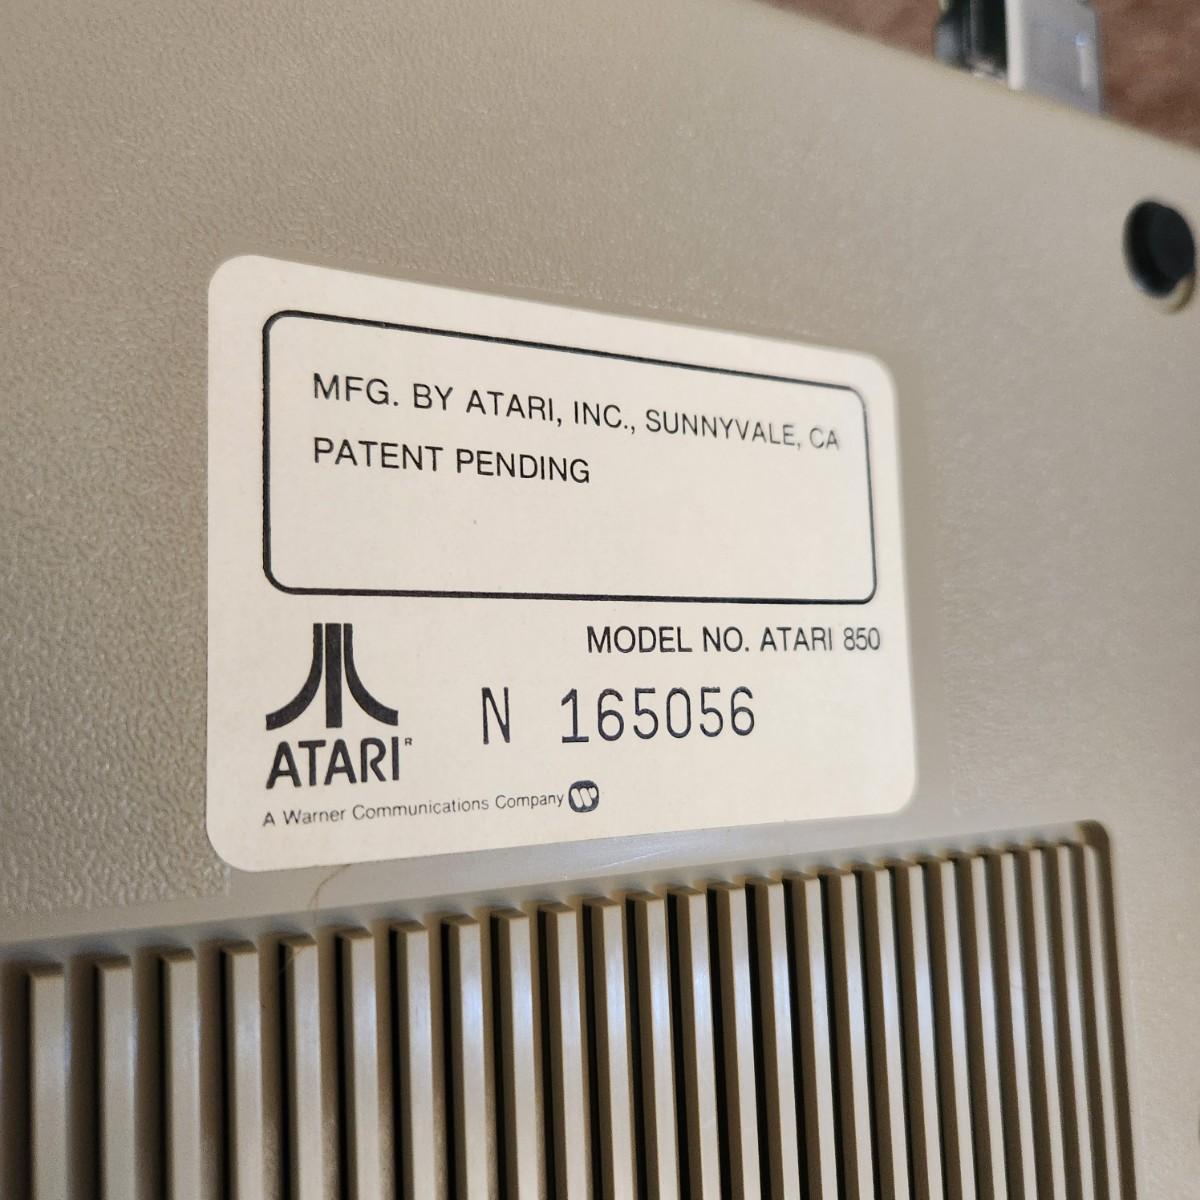 MFG. BY ATARI, INC., SUNNYVALE, CA
PATENT PENDING
MODEL NO. ATARI 850
N 165056
ATARI®
A Warner Communications Company